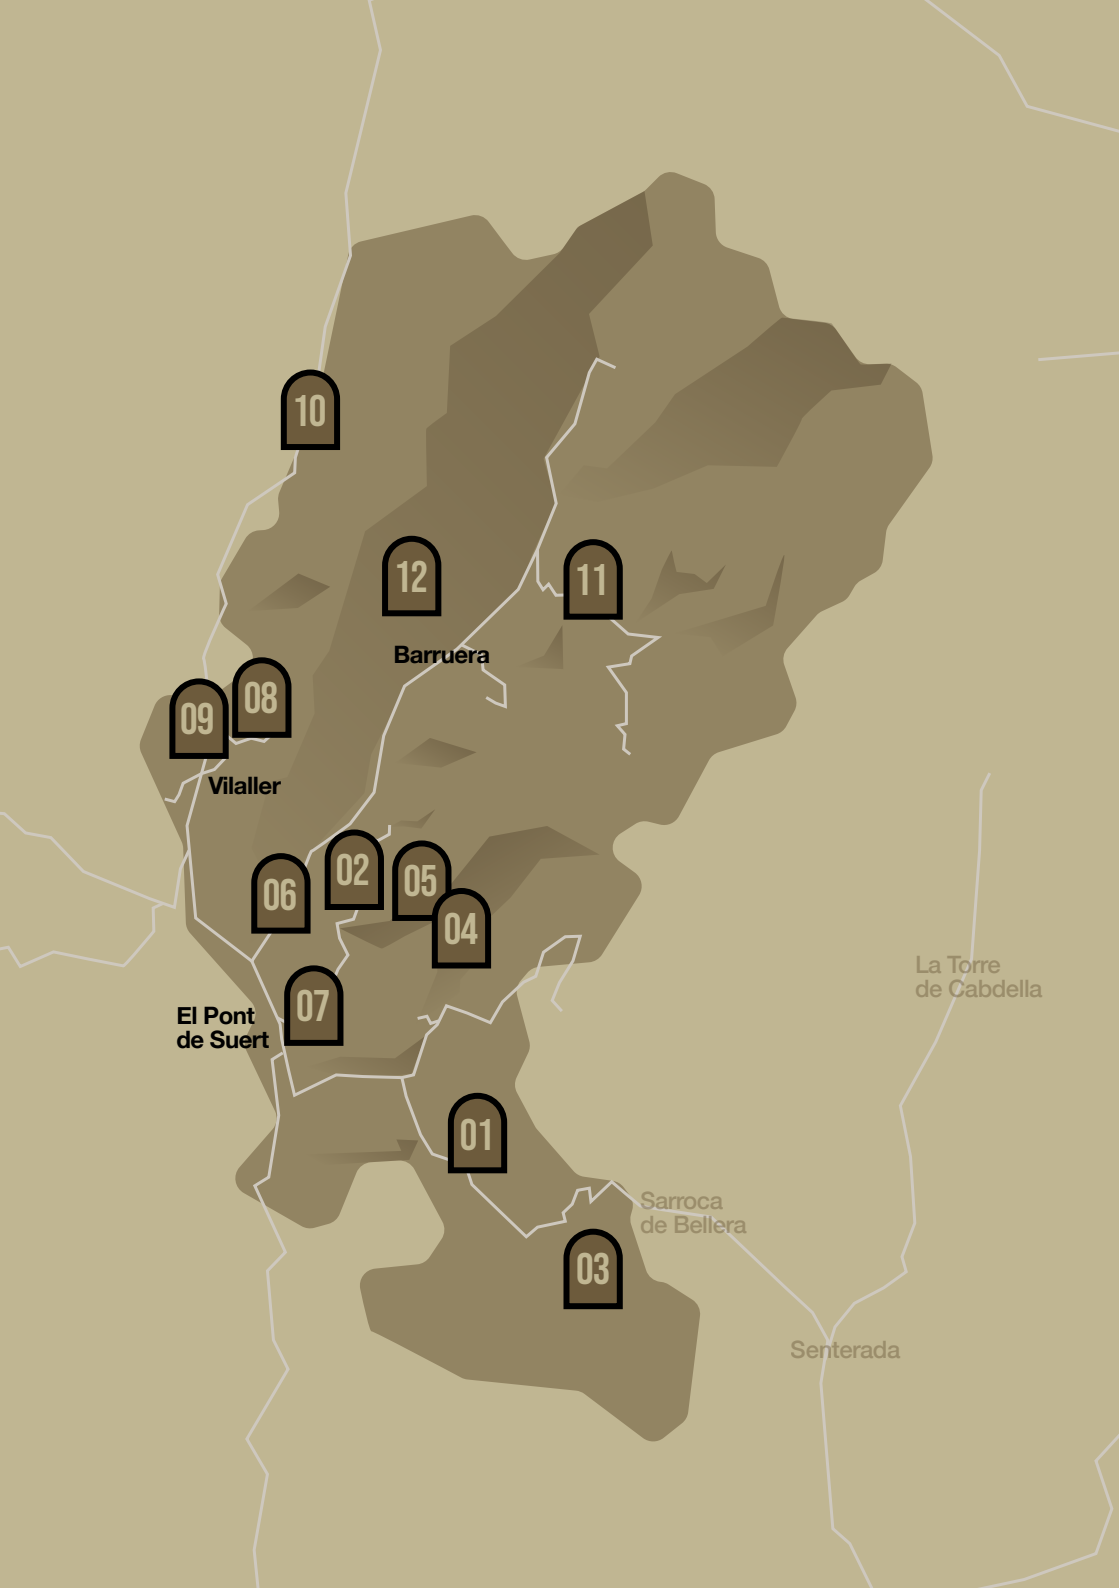 10
12
11
Barruera
08
09
Vilaller
02
05
06
04
La Torre
de Cabdella
07
El Pont
de Suert
01
Sarroca
de Bellera
03
Senterada